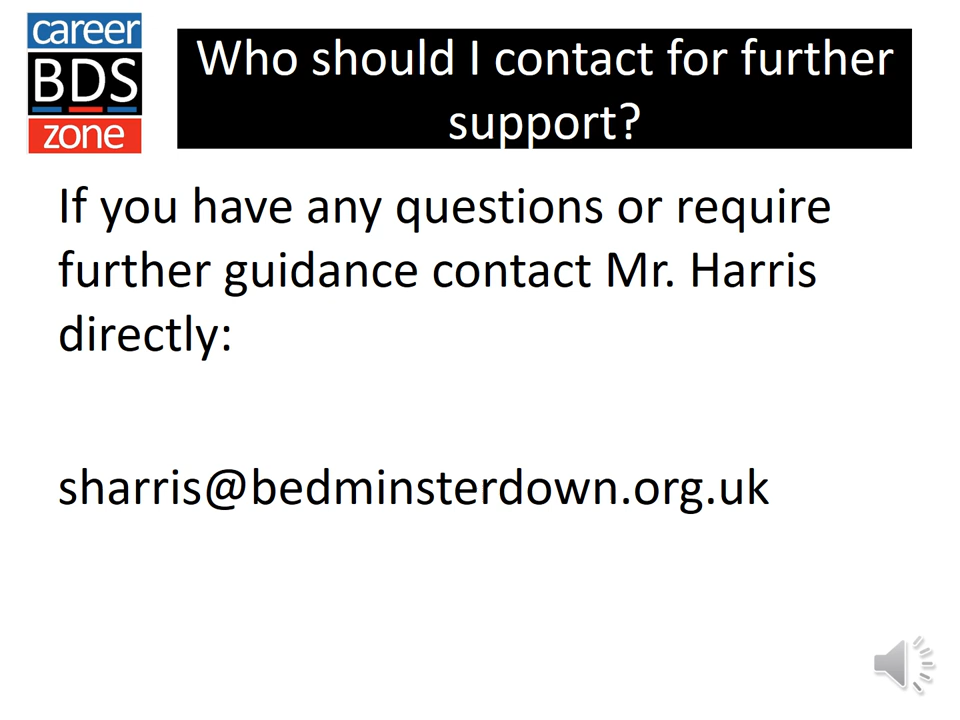 career
BDS
zone
Who should I contact for further
support?
If you have any questions or require
further guidance contact Mr. Harris
directly:
sharris@bedminsterdown.org.uk